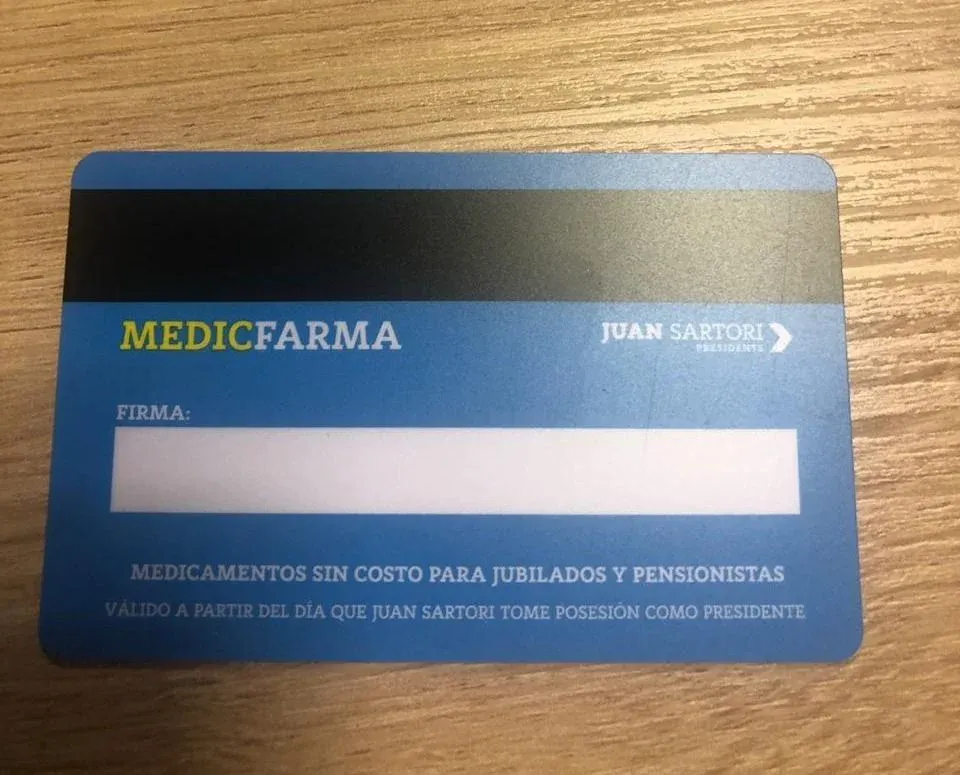 MEDICFARMA
JUAN SARTORI
PRESIDENTE
FIRMA:
MEDICAMENTOS SIN COSTO PARA JUBILADOS Y PENSIONISTAS
VÁLIDO A PARTIR DEL DÍA QUE JUAN SARTORI TOME POSESIÓN COMO PRESIDENTE